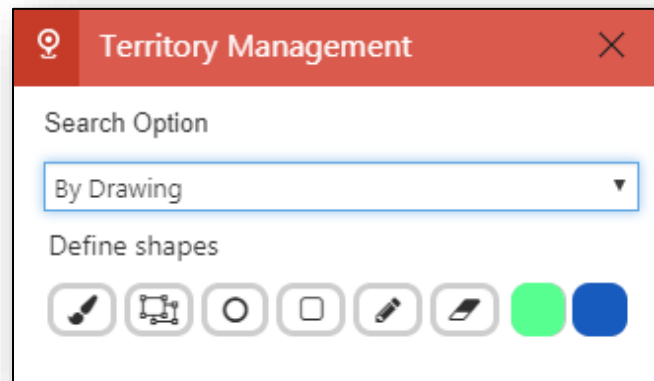 Territory Management
Search Option
By Drawing
Define shapes